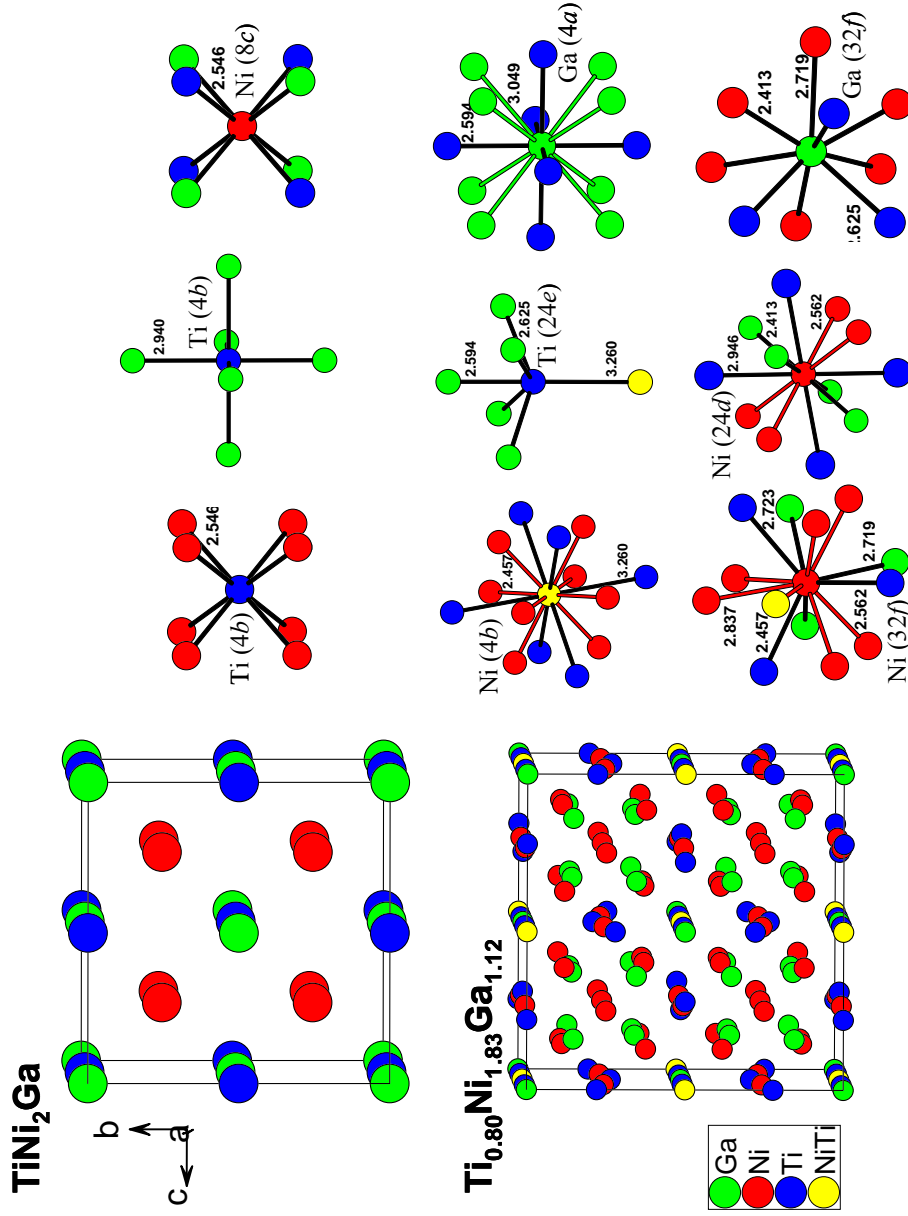 TiNi₂Ga
b
a
c
2.546
Ti (4b)
2.940
Ti (4b)
2.546
Ni (8c)
Ti₀.₈₀Ni₁.₈₃Ga₁.₁₂
Ni (4b)
2.457
3.260
2.594
2.625
Ti (24e)
3.260
2.594
3.049
Ga (4a)
Ga
Ni
Ti
NiTi
2.837
2.457
2.723
2.562
2.719
Ni (32f)
Ni (24d)
2.946
2.413
2.562
2.413
2.719
Ga (32f)
.625